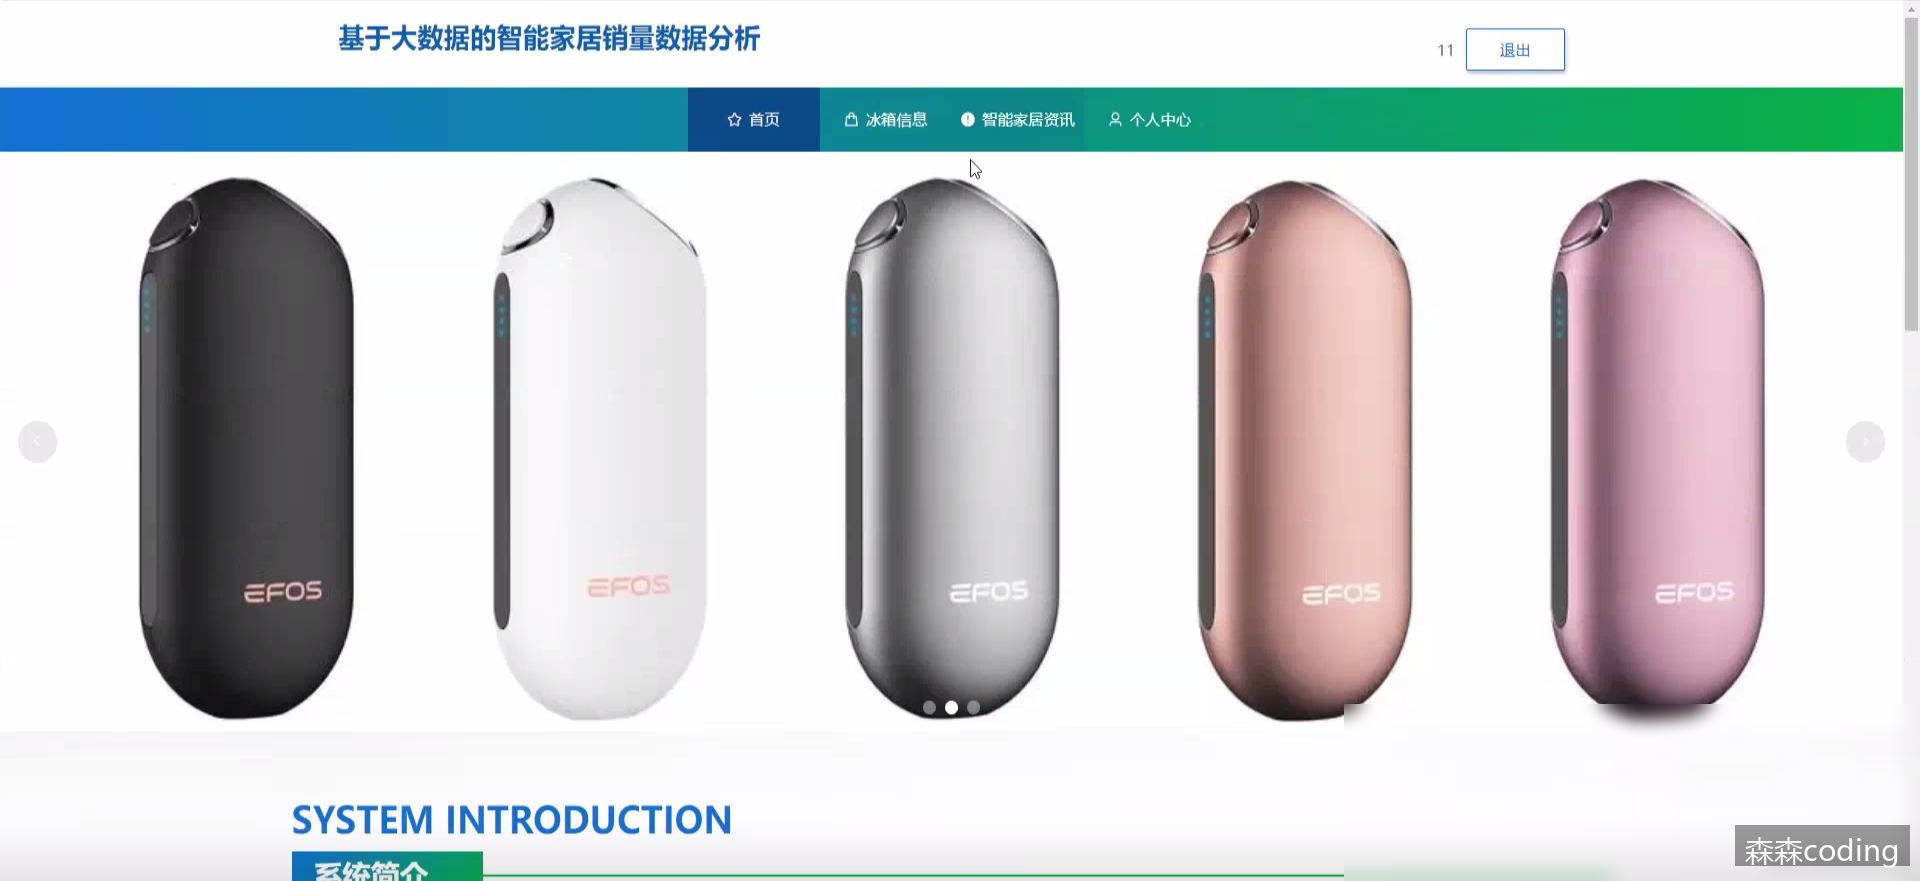 基于大数据的智能家居销量数据分析
11 退出
首页 冰箱信息 智能家居资讯 个人中心
EFOS EFOS EFOS EFOS EFOS
SYSTEM INTRODUCTION
系统简介
森森coding